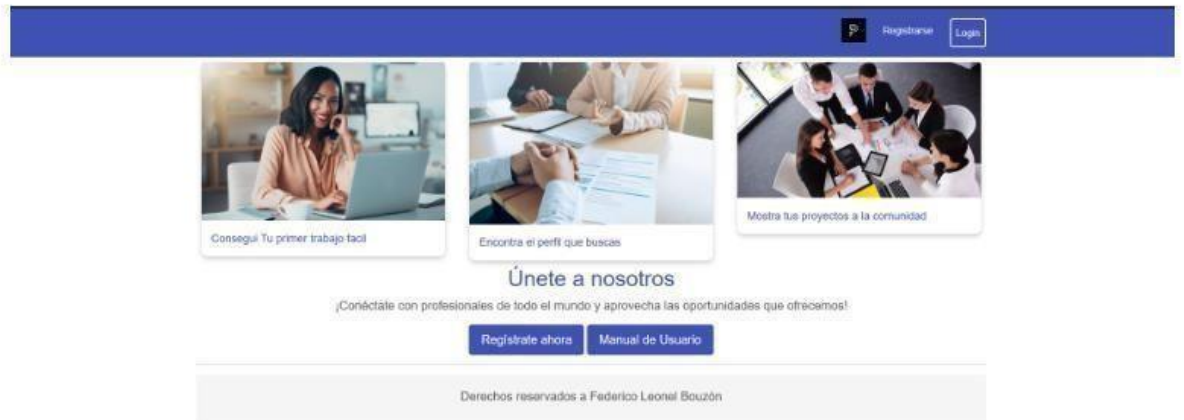 Registrarse
Login
Consegui Tu primer trabajo facil
Encontra el perfil que buscas
Mostra tus proyectos a la comunidad
Únete a nosotros
¡Conéctate con profesionales de todo el mundo y aprovecha las oportunidades que ofrecemos!
Regístrate ahora
Manual de Usuario
Derechos reservados a Federico Leonel Bouzón